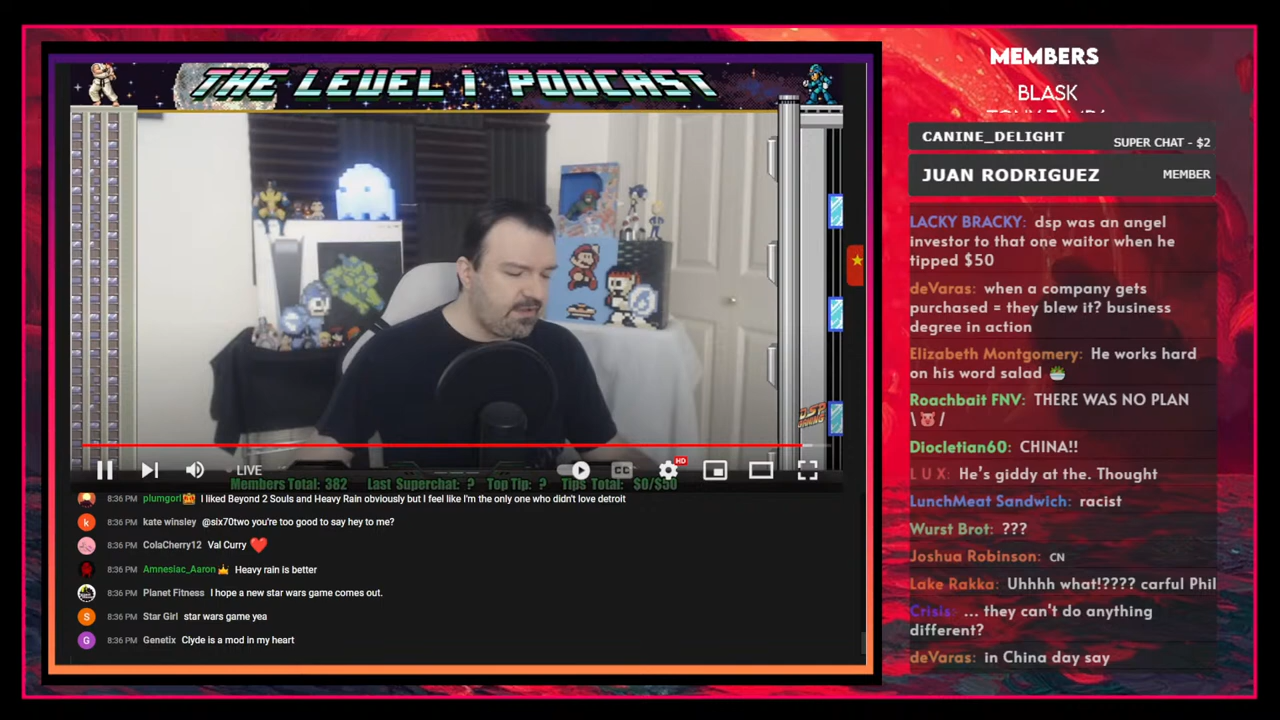 THE LEVEL 1 PODCAST
DSP
GAMING
LIVE
CC
HD
Members Total: 382 Last Superchat: ? Top Tip: ? Tips Total: $0/$50
8:36 PM plumgorl I liked Beyond 2 Souls and Heavy Rain obviously but I feel like I'm the only one who didn't love detroit
k 8:36 PM kate winsley @six70two you're too good to say hey to me?
8:36 PM ColaCherry12 Val Curry ❤️
8:36 PM Amnesiac_Aaron Heavy rain is better
8:36 PM Planet Fitness I hope a new star wars game comes out.
S 8:36 PM Star Girl star wars game yea
G 8:36 PM Genetix Clyde is a mod in my heart
MEMBERS
BLASK
CANINE_DELIGHT SUPER CHAT - $2
JUAN RODRIGUEZ MEMBER
LACKY BRACKY: dsp was an angel
investor to that one waitor when he
tipped $50
deVaras: when a company gets
purchased = they blew it? business
degree in action
Elizabeth Montgomery: He works hard
on his word salad 🥗
Roachbait FNV: THERE WAS NO PLAN
\🐷/
Diocletian60: CHINA!!
L U X: He's giddy at the. Thought
LunchMeat Sandwich: racist
Wurst Brot: ???
Joshua Robinson: CN
Lake Rakka: Uhhhh what!???? carful Phil
Crisis: ... they can't do anything
different?
deVaras: in China day say